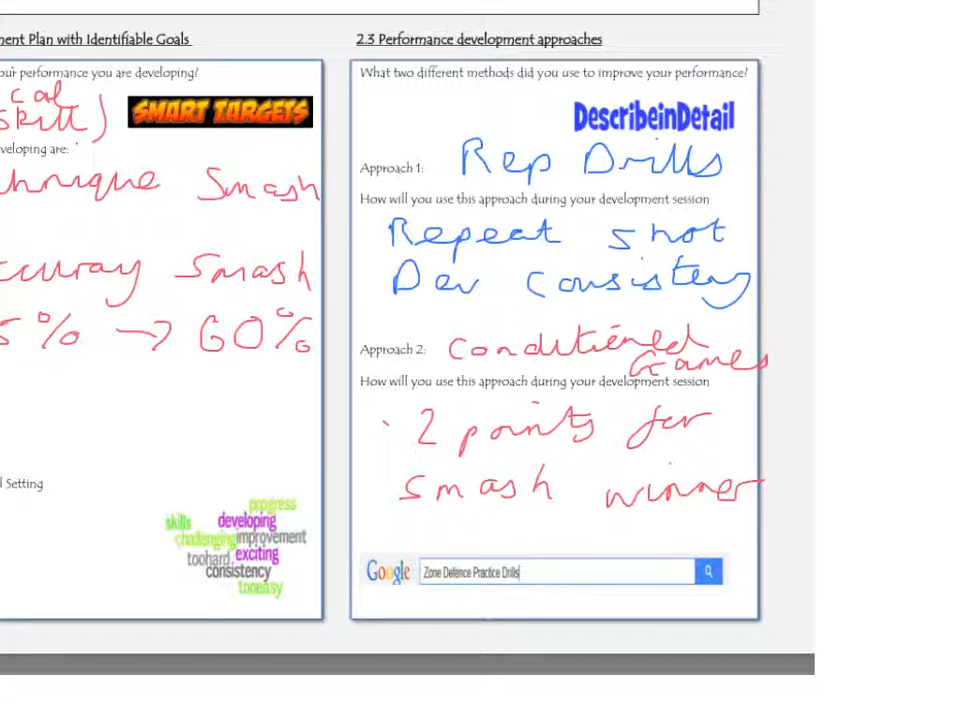 ment Plan with Identifiable Goals
our performance you are developing?
cal
SMART TARGETS
skill)
veloping are:
chnique Smash
ccuray Smash
5% → 60%
l Setting
progress
skills developing
challenging improvement
toohard exciting
consistency
tooeasy
2.3 Performance development approaches
What two different methods did you use to improve your performance?
DescribeinDetail
Approach 1: Rep Drills
How will you use this approach during your development session
Repeat shot
Dev Consisteny
Approach 2: Conditioned
Games
How will you use this approach during your development session
2 points for
smash winner
Google Zone Defence Practice Drills